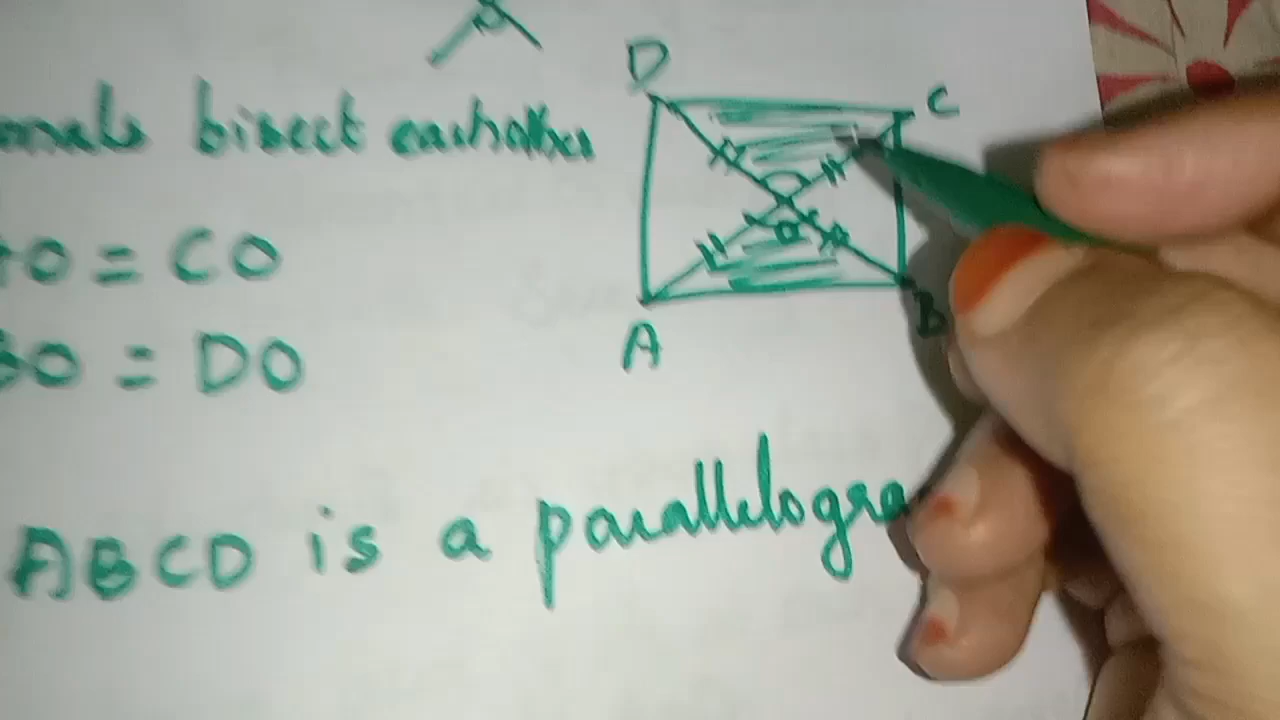 bisect eachother
D
C
= CO
A
B
= DO
ABCD is a parallelogra